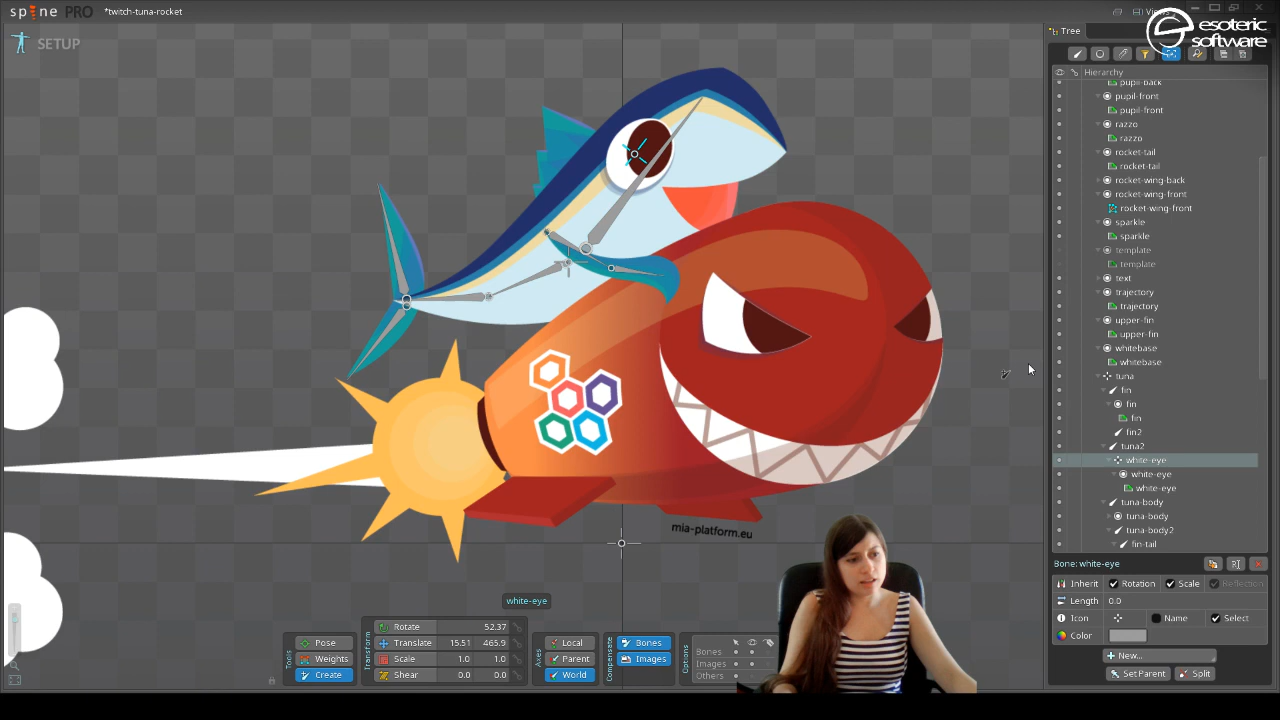 spine PRO
*twitch-tuna-rocket
Views
esoteric
software
SETUP
Tree
Hierarchy
pupil-back
pupil-front
pupil-front
razzo
razzo
rocket-tail
rocket-tail
rocket-wing-back
rocket-wing-front
rocket-wing-front
sparkle
sparkle
template
template
text
trajectory
trajectory
upper-fin
upper-fin
whitebase
whitebase
tuna
fin
fin
fin
fin2
tuna2
white-eye
white-eye
white-eye
tuna-body
tuna-body
tuna-body2
fin-tail
mia-platform.eu
Bone: white-eye
Inherit Rotation Scale Reflection
Length 0.0
Icon Name Select
Color
New...
Set Parent Split
white-eye
Tools
Pose
Weights
Create
Transform
Rotate 52.37
Translate 15.51 465.9
Scale 1.0 1.0
Shear 0.0 0.0
Axes
Local
Parent
World
Compensate
Bones
Images
Options
Bones
Images
Others